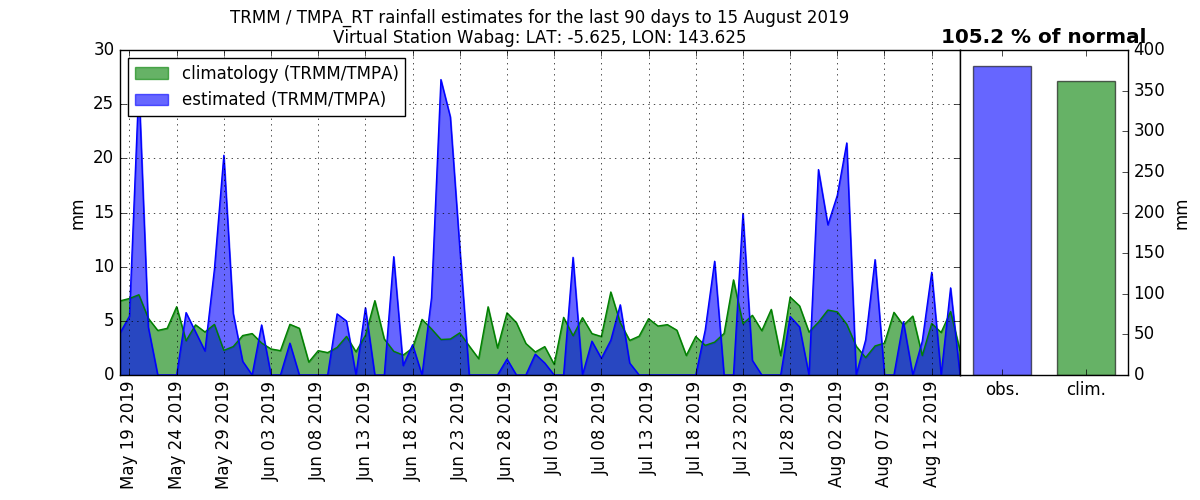 TRMM / TMPA_RT rainfall estimates for the last 90 days to 15 August 2019
Virtual Station Wabag: LAT: -5.625, LON: 143.625
105.2 % of normal
climatology (TRMM/TMPA)
estimated (TRMM/TMPA)
mm
30
25
20
15
10
5
0
May 19 2019
May 24 2019
May 29 2019
Jun 03 2019
Jun 08 2019
Jun 13 2019
Jun 18 2019
Jun 23 2019
Jun 28 2019
Jul 03 2019
Jul 08 2019
Jul 13 2019
Jul 18 2019
Jul 23 2019
Jul 28 2019
Aug 02 2019
Aug 07 2019
Aug 12 2019
obs.
clim.
400
350
300
250
200
150
100
50
0
mm